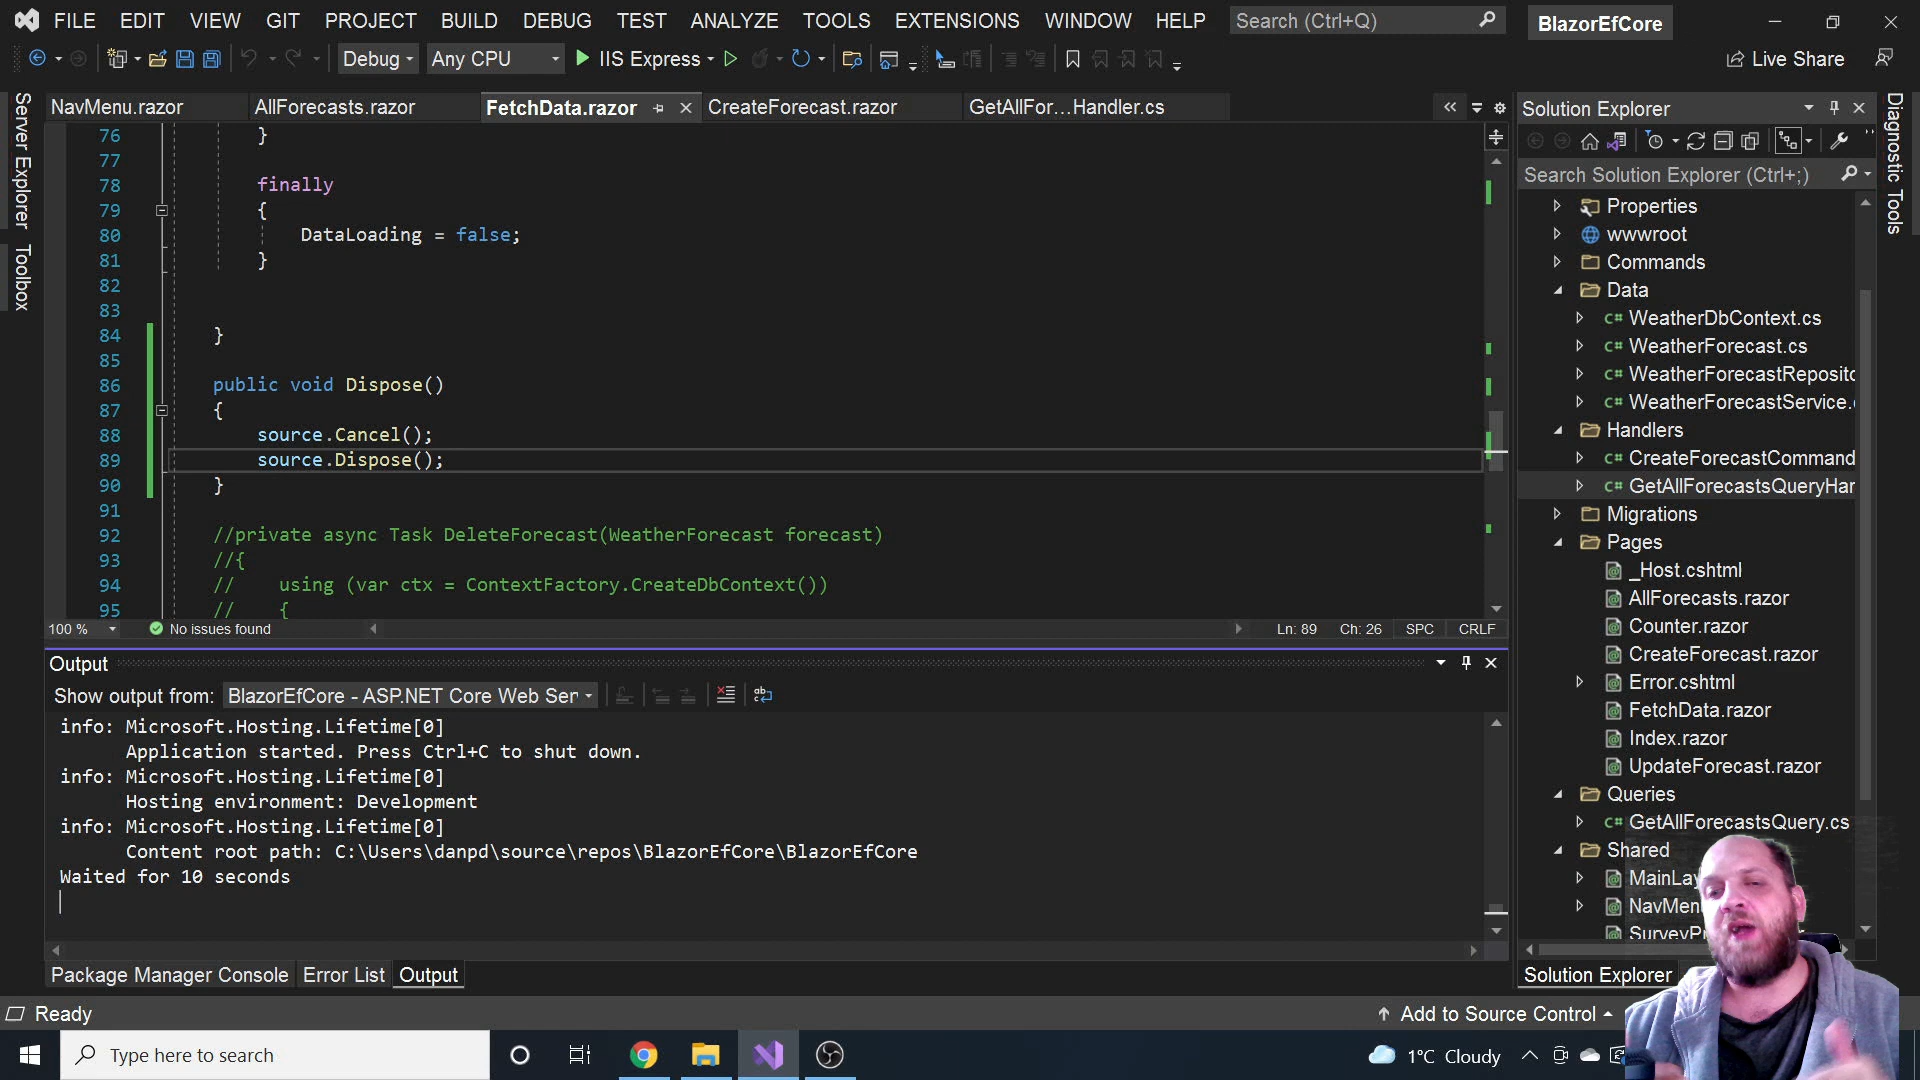 FILE EDIT VIEW GIT PROJECT BUILD DEBUG TEST ANALYZE TOOLS EXTENSIONS WINDOW HELP Search (Ctrl+Q) BlazorEfCore
Debug Any CPU IIS Express Live Share
Server Explorer
Toolbox
NavMenu.razor AllForecasts.razor FetchData.razor CreateForecast.razor GetAllFor...Handler.cs
76 }
77
78 finally
79 {
80 DataLoading = false;
81 }
82
83
84 }
85
86 public void Dispose()
87 {
88 source.Cancel();
89 source.Dispose();
90 }
91
92 //private async Task DeleteForecast(WeatherForecast forecast)
93 //{
94 // using (var ctx = ContextFactory.CreateDbContext())
95 // {
100 % No issues found Ln: 89 Ch: 26 SPC CRLF
Output
Show output from: BlazorEfCore - ASP.NET Core Web Ser
info: Microsoft.Hosting.Lifetime[0]
Application started. Press Ctrl+C to shut down.
info: Microsoft.Hosting.Lifetime[0]
Hosting environment: Development
info: Microsoft.Hosting.Lifetime[0]
Content root path: C:\Users\danpd\source\repos\BlazorEfCore\BlazorEfCore
Waited for 10 seconds
Package Manager Console Error List Output
Solution Explorer
Search Solution Explorer (Ctrl+;)
Properties
wwwroot
Commands
Data
C# WeatherDbContext.cs
C# WeatherForecast.cs
C# WeatherForecastReposito
C# WeatherForecastService.
Handlers
C# CreateForecastCommand
C# GetAllForecastsQueryHar
Migrations
Pages
_Host.cshtml
AllForecasts.razor
Counter.razor
CreateForecast.razor
Error.cshtml
FetchData.razor
Index.razor
UpdateForecast.razor
Queries
C# GetAllForecastsQuery.cs
Shared
MainLay
NavMen
SurveyPr
Solution Explorer
Diagnostic Tools
Ready Add to Source Control
Type here to search 1°C Cloudy